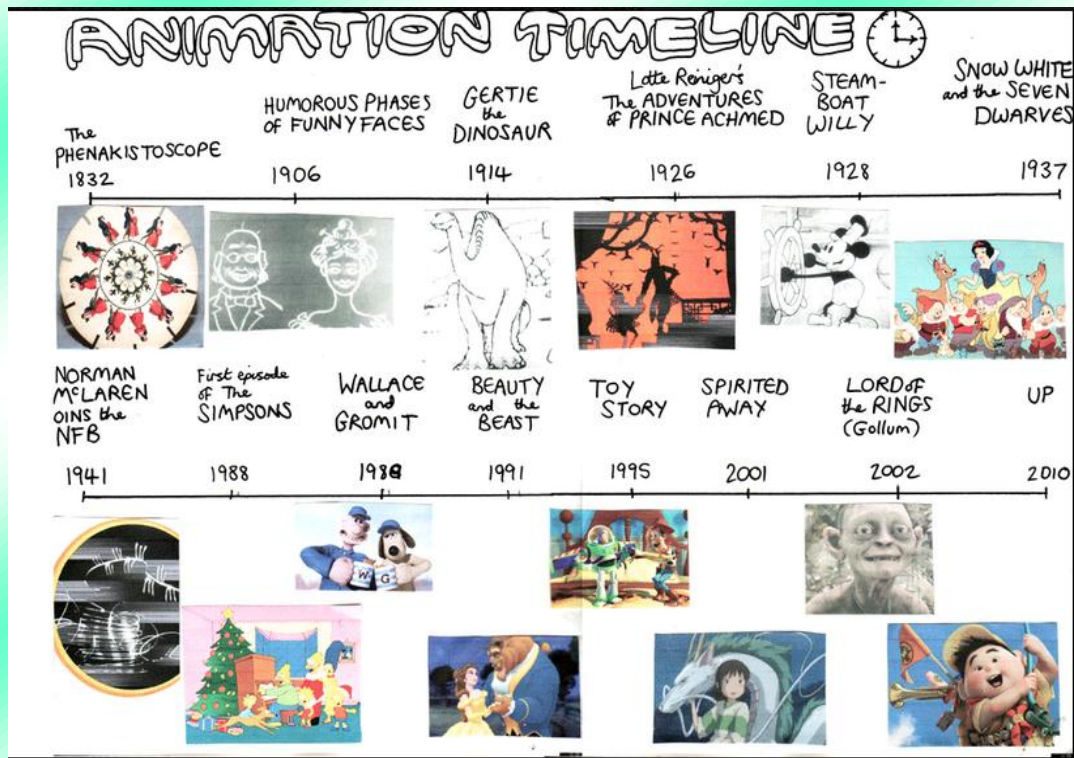 ANIMATION TIMELINE
The
PHENAKISTOSCOPE
1832
HUMOROUS PHASES
of FUNNY FACES
1906
GERTIE
the
DINOSAUR
1914
Lotte Reiniger's
The ADVENTURES
of PRINCE ACHMED
1926
STEAM-
BOAT
WILLY
1928
SNOW WHITE
and the SEVEN
DWARVES
1937
NORMAN
McLAREN
OINS the
NFB
1941
First episode
of The
SIMPSONS
1988
WALLACE
and
GROMIT
1989
BEAUTY
and the
BEAST
1991
TOY
STORY
1995
SPIRITED
AWAY
2001
LORD of
the RINGS
(Gollum)
2002
UP
2010
W G